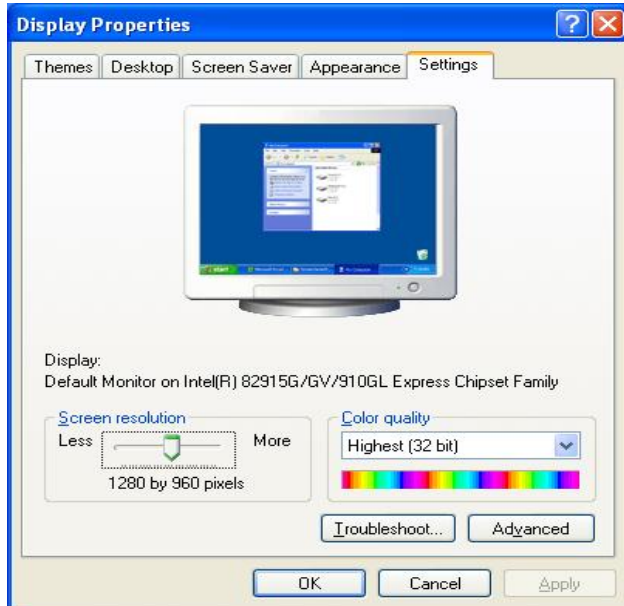 Display Properties
Themes Desktop Screen Saver Appearance Settings
start
Display:
Default Monitor on Intel(R) 82915G/GV/910GL Express Chipset Family
Screen resolution
Less More
1280 by 960 pixels
Color quality
Highest (32 bit)
Troubleshoot... Advanced
OK Cancel Apply